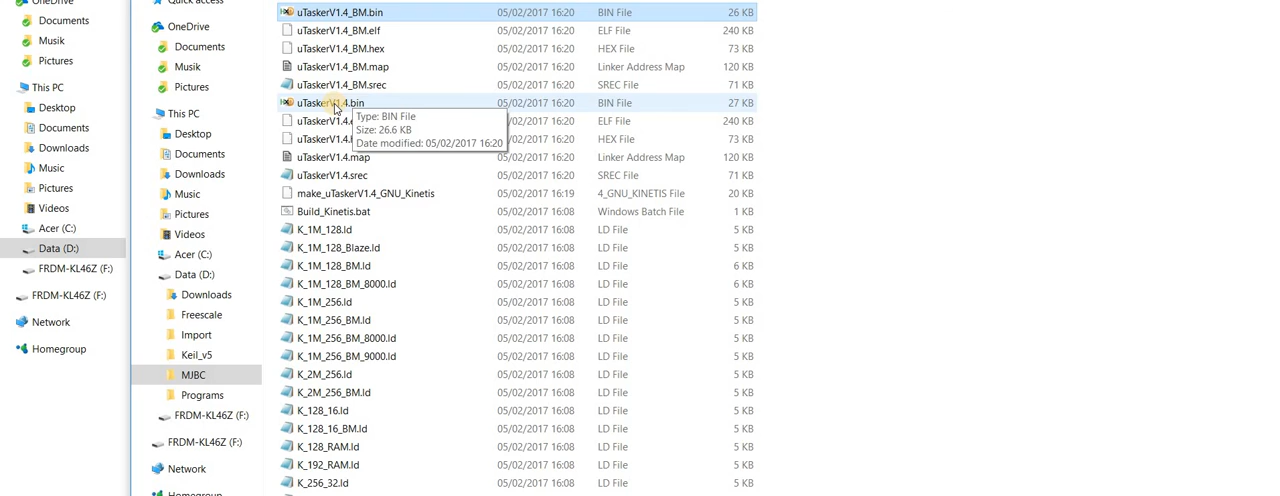 OneDrive
Documents
Musik
Pictures
This PC
Desktop
Documents
Downloads
Music
Pictures
Videos
Acer (C:)
Data (D:)
FRDM-KL46Z (F:)
FRDM-KL46Z (F:)
Network
Homegroup
Quick access
OneDrive
Documents
Musik
Pictures
This PC
Desktop
Documents
Downloads
Music
Pictures
Videos
Acer (C:)
Data (D:)
Downloads
Freescale
Import
Keil_v5
MJBC
Programs
FRDM-KL46Z (F:)
FRDM-KL46Z (F:)
Network
Homegroup
uTaskerV1.4_BM.bin 05/02/2017 16:20 BIN File 26 KB
uTaskerV1.4_BM.elf 05/02/2017 16:20 ELF File 240 KB
uTaskerV1.4_BM.hex 05/02/2017 16:20 HEX File 73 KB
uTaskerV1.4_BM.map 05/02/2017 16:20 Linker Address Map 120 KB
uTaskerV1.4_BM.srec 05/02/2017 16:20 SREC File 71 KB
uTaskerV1.4.bin 05/02/2017 16:20 BIN File 27 KB
Type: BIN File
Size: 26.6 KB
Date modified: 05/02/2017 16:20
uTaskerV1.4. 05/02/2017 16:20 ELF File 240 KB
uTaskerV1.4. 05/02/2017 16:20 HEX File 73 KB
uTaskerV1.4.map 05/02/2017 16:20 Linker Address Map 120 KB
uTaskerV1.4.srec 05/02/2017 16:20 SREC File 71 KB
make_uTaskerV1.4_GNU_Kinetis 05/02/2017 16:19 4_GNU_KINETIS File 20 KB
Build_Kinetis.bat 05/02/2017 16:08 Windows Batch File 1 KB
K_1M_128.ld 05/02/2017 16:08 LD File 5 KB
K_1M_128_Blaze.ld 05/02/2017 16:08 LD File 5 KB
K_1M_128_BM.ld 05/02/2017 16:08 LD File 6 KB
K_1M_128_BM_8000.ld 05/02/2017 16:08 LD File 6 KB
K_1M_256.ld 05/02/2017 16:08 LD File 5 KB
K_1M_256_BM.ld 05/02/2017 16:08 LD File 5 KB
K_1M_256_BM_8000.ld 05/02/2017 16:08 LD File 5 KB
K_1M_256_BM_9000.ld 05/02/2017 16:08 LD File 5 KB
K_2M_256.ld 05/02/2017 16:08 LD File 5 KB
K_2M_256_BM.ld 05/02/2017 16:08 LD File 5 KB
K_128_16.ld 05/02/2017 16:08 LD File 5 KB
K_128_16_BM.ld 05/02/2017 16:08 LD File 5 KB
K_128_RAM.ld 05/02/2017 16:08 LD File 5 KB
K_192_RAM.ld 05/02/2017 16:08 LD File 5 KB
K_256_32.ld 05/02/2017 16:08 LD File 5 KB